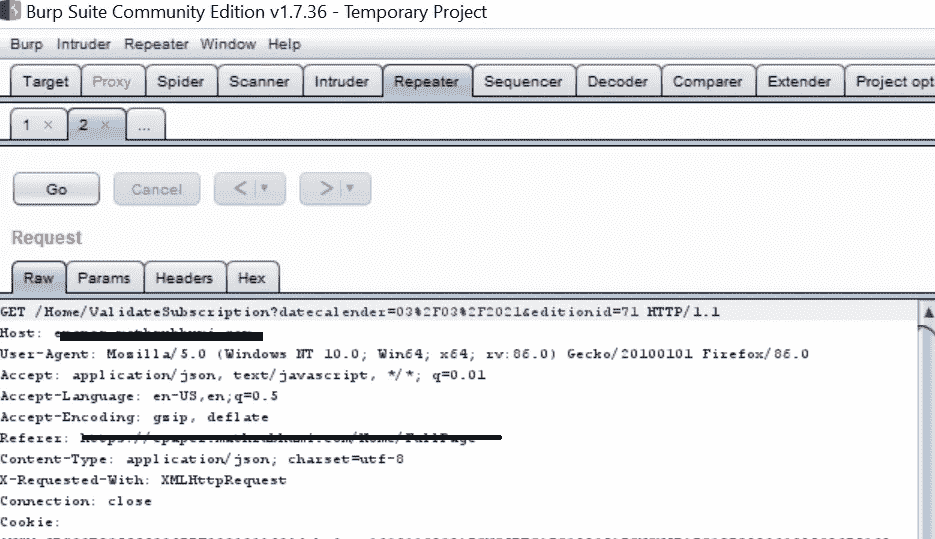 Burp Suite Community Edition v1.7.36 - Temporary Project
Burp Intruder Repeater Window Help
Target Proxy Spider Scanner Intruder Repeater Sequencer Decoder Comparer Extender Project opt
1 × 2 × ...
Go Cancel < ▾ > ▾
Request
Raw Params Headers Hex
GET /Home/ValidateSubscription?datecalender=03%2F03%2F2021&editionid=71 HTTP/1.1
Host:
User-Agent: Mozilla/5.0 (Windows NT 10.0; Win64; x64; rv:86.0) Gecko/20100101 Firefox/86.0
Accept: application/json, text/javascript, */*; q=0.01
Accept-Language: en-US,en;q=0.5
Accept-Encoding: gzip, deflate
Referer:
Content-Type: application/json; charset=utf-8
X-Requested-With: XMLHttpRequest
Connection: close
Cookie: